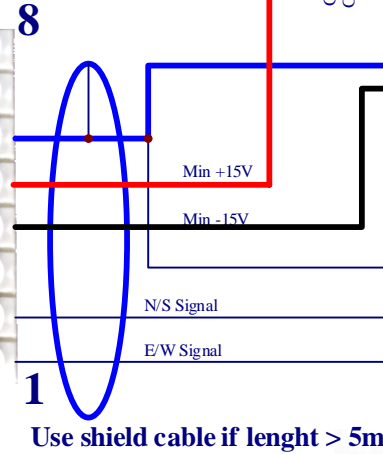 8
Min +15V
Min -15V
N/S Signal
E/W Signal
1
Use shield cable if lenght > 5m